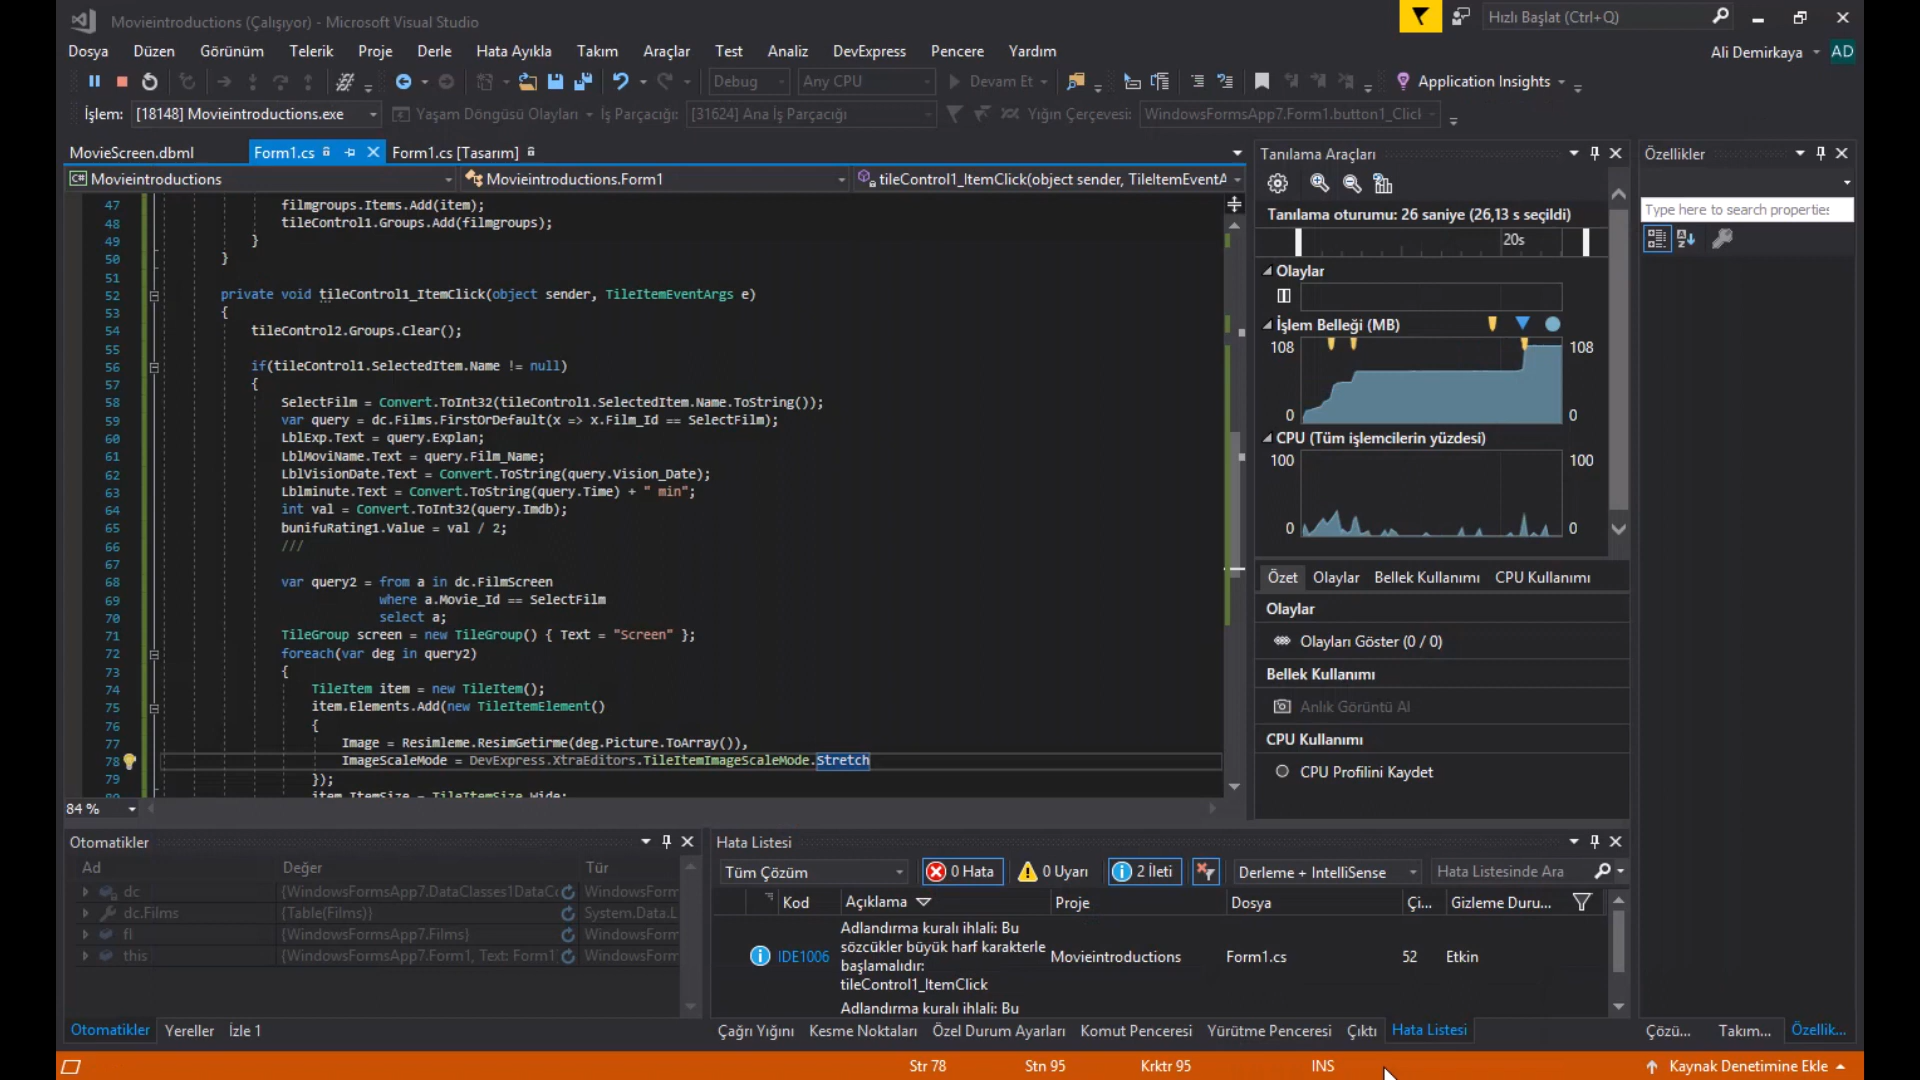 Movieintroductions (Çalışıyor) - Microsoft Visual Studio
Hızlı Başlat (Ctrl+Q)
Dosya Düzen Görünüm Telerik Proje Derle Hata Ayıkla Takım Araçlar Test Analiz DevExpress Pencere Yardım
Ali Demirkaya AD
Debug Any CPU Devam Et Application Insights
İşlem: [18148] Movieintroductions.exe Yaşam Döngüsü Olayları İş Parçacığı: [31624] Ana İş Parçacığı Yığın Çerçevesi: WindowsFormsApp7.Form1.button1_Click
MovieScreen.dbml Form1.cs Form1.cs [Tasarım]
C# Movieintroductions Movieintroductions.Form1 tileControl1_ItemClick(object sender, TileItemEventA
47 filmgroups.Items.Add(item);
48 tileControl1.Groups.Add(filmgroups);
49 }
50 }
51
52 private void tileControl1_ItemClick(object sender, TileItemEventArgs e)
53 {
54 tileControl2.Groups.Clear();
55
56 if(tileControl1.SelectedItem.Name != null)
57 {
58 SelectFilm = Convert.ToInt32(tileControl1.SelectedItem.Name.ToString());
59 var query = dc.Films.FirstOrDefault(x => x.Film_Id == SelectFilm);
60 LblExp.Text = query.Explan;
61 LblMoviName.Text = query.Film_Name;
62 LblVisionDate.Text = Convert.ToString(query.Vision_Date);
63 Lblminute.Text = Convert.ToString(query.Time) + " min";
64 int val = Convert.ToInt32(query.Imdb);
65 bunifuRating1.Value = val / 2;
66 ///
67
68 var query2 = from a in dc.FilmScreen
69 where a.Movie_Id == SelectFilm
70 select a;
71 TileGroup screen = new TileGroup() { Text = "Screen" };
72 foreach(var deg in query2)
73 {
74 TileItem item = new TileItem();
75 item.Elements.Add(new TileItemElement()
76 {
77 Image = Resimleme.ResimGetirme(deg.Picture.ToArray()),
78 ImageScaleMode = DevExpress.XtraEditors.TileItemImageScaleMode.Stretch
79 });
80 item.ItemSize = TileItemSize.Wide;
84 %
Tanılama Araçları
Tanılama oturumu: 26 saniye (26,13 s seçildi)
20s
Olaylar
İşlem Belleği (MB)
108 108
0 0
CPU (Tüm işlemcilerin yüzdesi)
100 100
0 0
Özet Olaylar Bellek Kullanımı CPU Kullanımı
Olaylar
Olayları Göster (0 / 0)
Bellek Kullanımı
Anlık Görüntü Al
CPU Kullanımı
CPU Profilini Kaydet
Özellikler
Type here to search properties
Otomatikler
Ad Değer Tür
dc {WindowsFormsApp7.DataClasses1DataCo WindowsForm
dc.Films {Table(Films)} System.Data.L
fl {WindowsFormsApp7.Films} WindowsForm
this {WindowsFormsApp7.Form1, Text: Form1 WindowsForm
Otomatikler Yereller İzle 1
Hata Listesi
Tüm Çözüm 0 Hata 0 Uyarı 2 İleti Derleme + IntelliSense Hata Listesinde Ara
Kod Açıklama Proje Dosya Çi... Gizleme Duru...
IDE1006 Adlandırma kuralı ihlali: Bu
sözcükler büyük harf karakterle
başlamalıdır:
tileControl1_ItemClick Movieintroductions Form1.cs 52 Etkin
Adlandırma kuralı ihlali: Bu
Çağrı Yığını Kesme Noktaları Özel Durum Ayarları Komut Penceresi Yürütme Penceresi Çıktı Hata Listesi
Çözü... Takım... Özellik...
Str 78 Stn 95 Krktr 95 INS Kaynak Denetimine Ekle